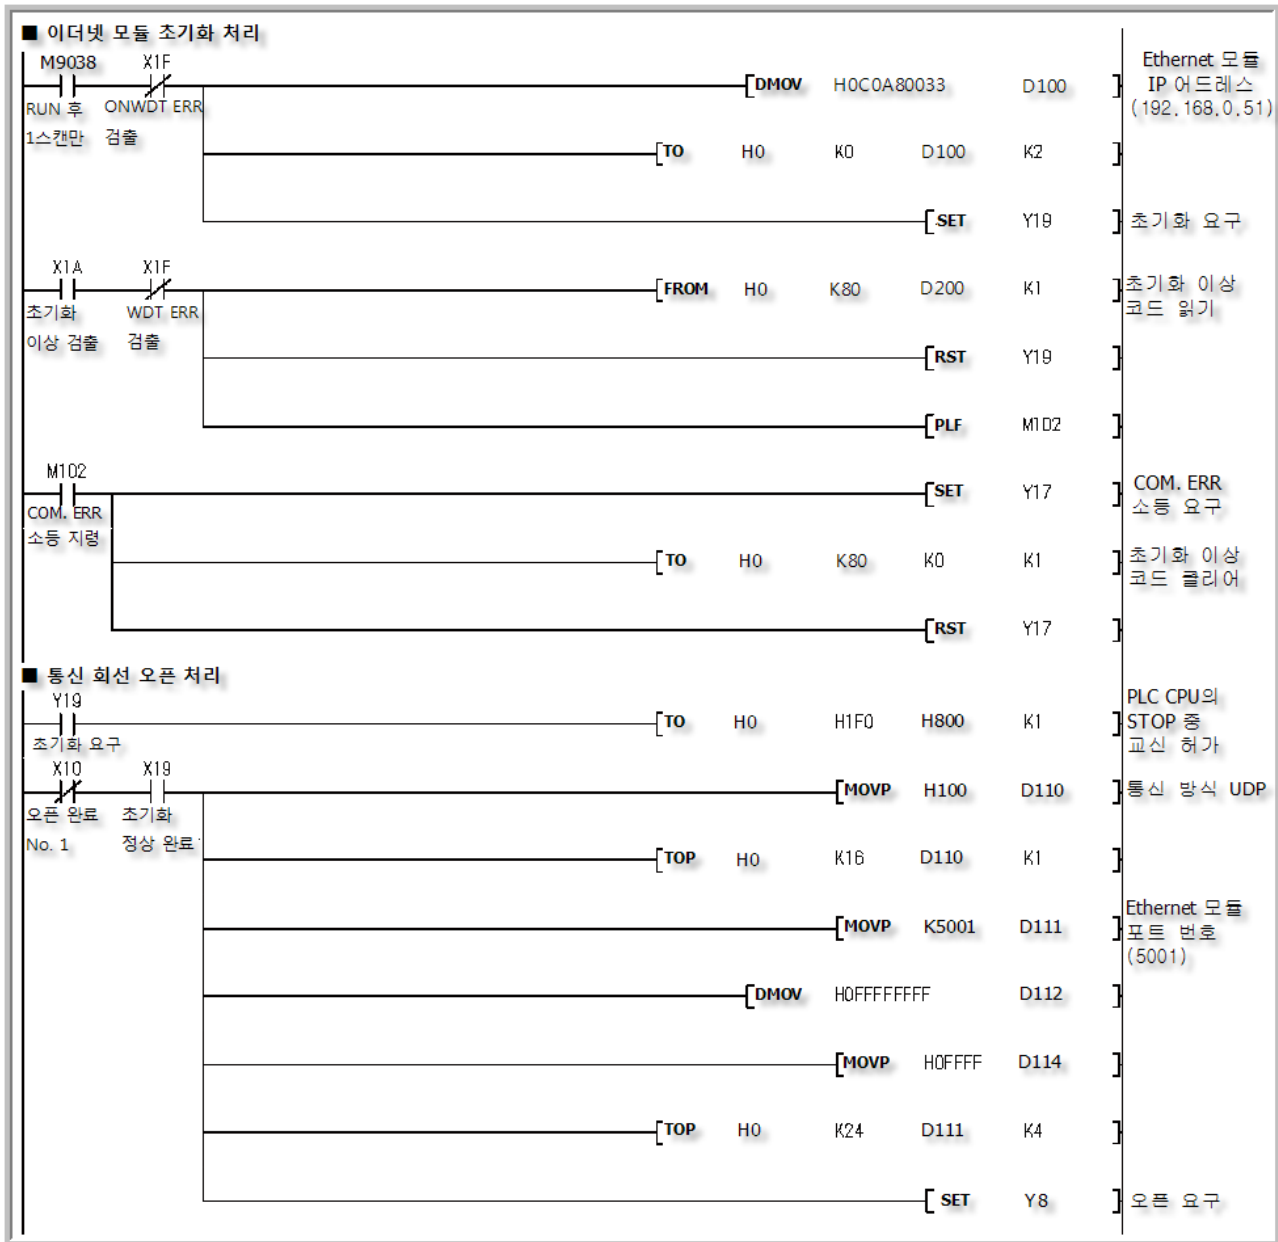 ■ 이더넷 모듈 초기화 처리
M9038 X1F
DMOV H0C0A80033 D100
Ethernet 모듈
IP 어드레스
(192.168.0.51)
RUN 후 ONWDT ERR
1스캔만 검출
TO H0 K0 D100 K2
SET Y19 초기화 요구
X1A X1F
FROM H0 K80 D200 K1
초기화 이상
코드 읽기
초기화 WDT ERR
이상 검출 검출
RST Y19
PLF M102
M102
SET Y17
COM. ERR
소등 요구
COM. ERR
소등 지령
TO H0 K80 K0 K1
초기화 이상
코드 클리어
RST Y17
■ 통신 회선 오픈 처리
Y19
TO H0 H1F0 H800 K1
PLC CPU의
STOP 중
교신 허가
초기화 요구
X10 X19
MOVP H100 D110 통신 방식 UDP
오픈 완료 초기화
No. 1 정상 완료
TOP H0 K16 D110 K1
MOVP K5001 D111
Ethernet 모듈
포트 번호
(5001)
DMOV H0FFFFFFFF D112
MOVP H0FFFF D114
TOP H0 K24 D111 K4
SET Y8 오픈 요구